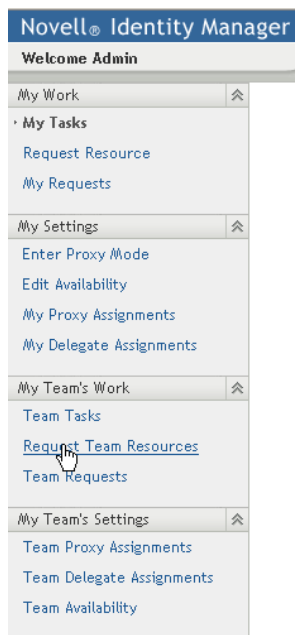 Novell® Identity Manager
Welcome Admin
My Work
My Tasks
Request Resource
My Requests
My Settings
Enter Proxy Mode
Edit Availability
My Proxy Assignments
My Delegate Assignments
My Team's Work
Team Tasks
Request Team Resources
Team Requests
My Team's Settings
Team Proxy Assignments
Team Delegate Assignments
Team Availability